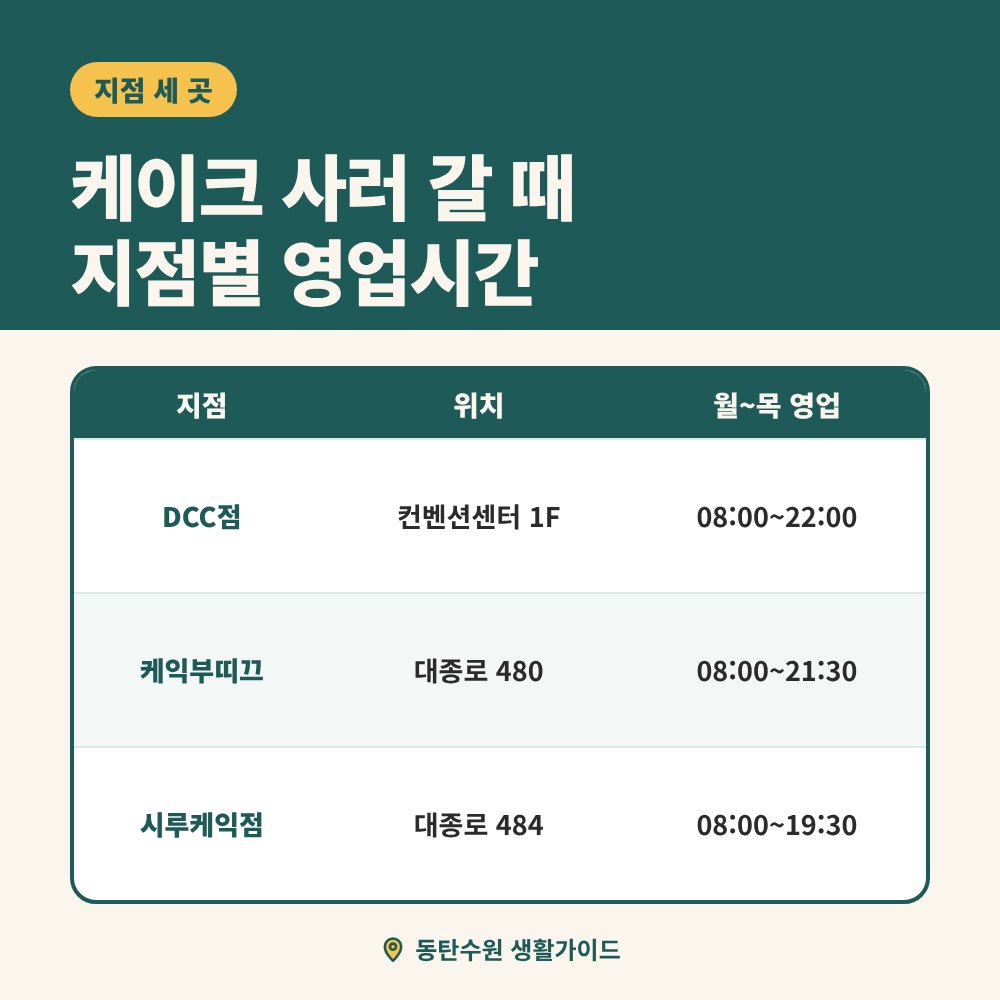 지점 세 곳
케이크 사러 갈 때
지점별 영업시간
지점 위치 월~목 영업
DCC점 컨벤션센터 1F 08:00~22:00
케익부띠끄 대종로 480 08:00~21:30
시루케익점 대종로 484 08:00~19:30
동탄수원 생활가이드